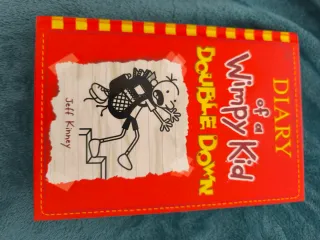 DIARY
of a
Wimpy Kid
DOUBLE DOWN
Jeff Kinney